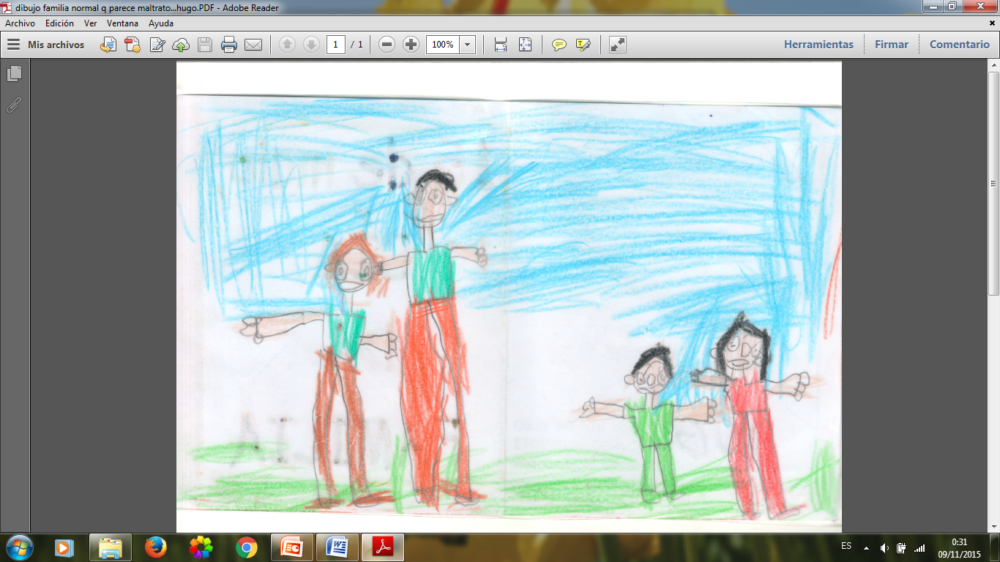 dibujo familia normal q parece maltrato...hugo.PDF - Adobe Reader
Archivo Edición Ver Ventana Ayuda
Mis archivos 1 / 1 100% Herramientas Firmar Comentario
ES 0:31
09/11/2015